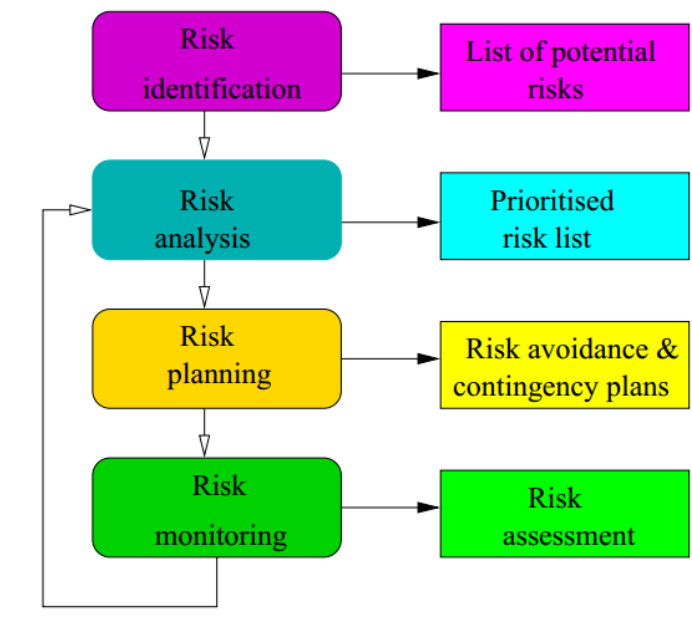 Risk
identification
List of potential
risks
Risk
analysis
Prioritised
risk list
Risk
planning
Risk avoidance &
contingency plans
Risk
monitoring
Risk
assessment